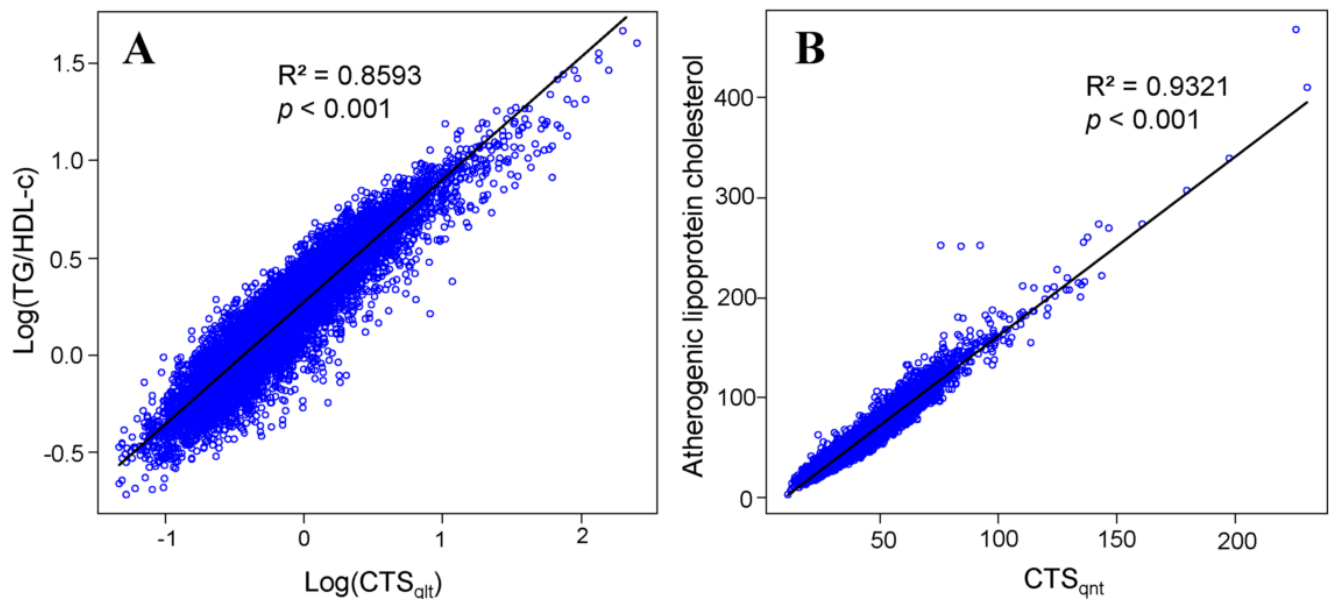 A
R² = 0.8593
p < 0.001
Log(TG/HDL-c)
1.5
1.0
0.5
0.0
-0.5
-1
0
1
2
Log(CTSqlt)
B
R² = 0.9321
p < 0.001
Atherogenic lipoprotein cholesterol
400
300
200
100
0
50
100
150
200
CTSqnt